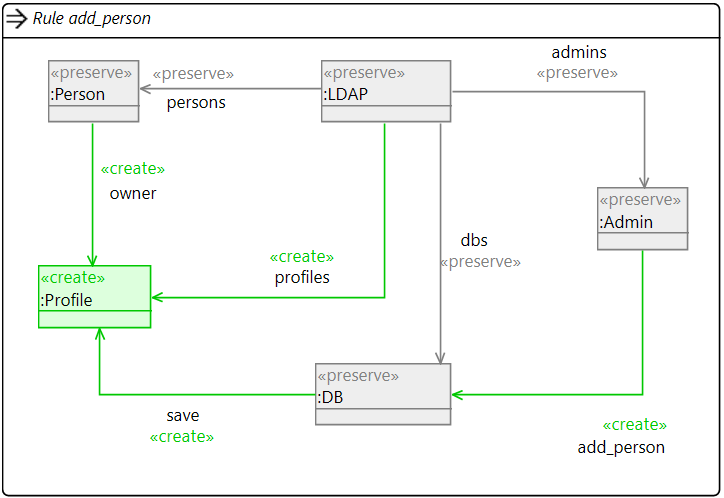 Rule add_person
«preserve»
:Person
«preserve»
persons
«preserve»
:LDAP
admins
«preserve»
«create»
owner
«preserve»
:Admin
«create»
profiles
dbs
«preserve»
«create»
:Profile
«preserve»
:DB
save
«create»
«create»
add_person